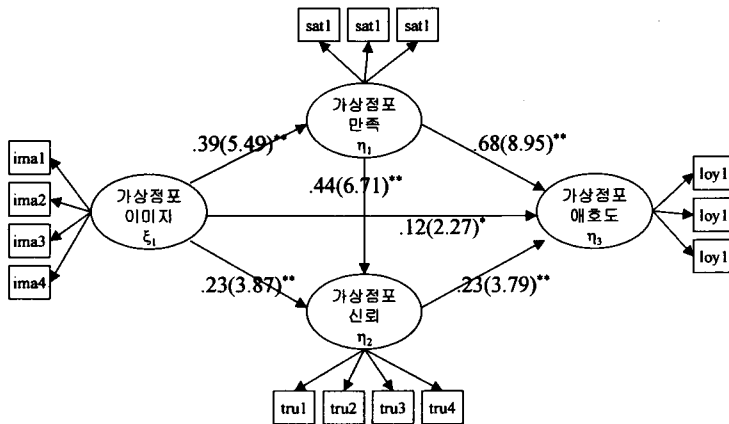 sat1 sat1 sat1
가상점포
만족
η₁
.39(5.49)**
.68(8.95)**
ima1
ima2
ima3
ima4
가상점포
이미자
ξ₁
.44(6.71)**
.12(2.27)*
가상점포
애호도
η₃
loy1
loy1
loy1
.23(3.87)**
.23(3.79)**
가상점포
신뢰
η₂
tru1 tru2 tru3 tru4